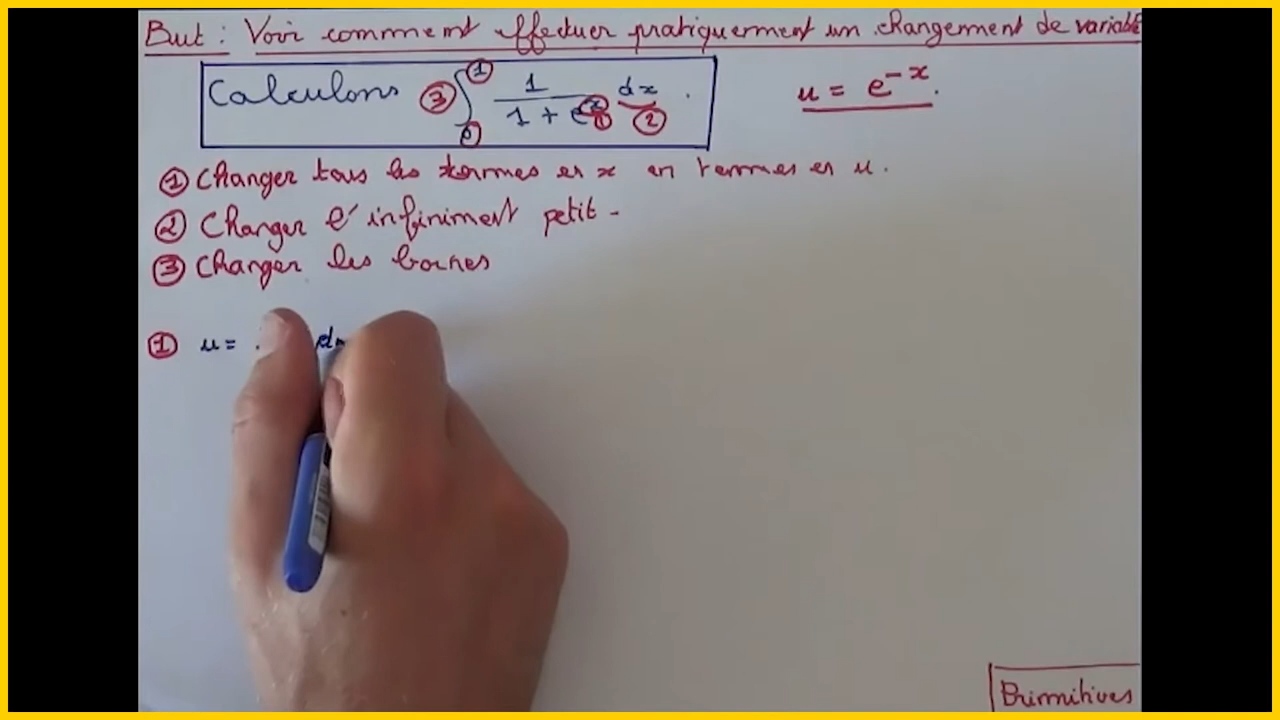 But : Voir comment effectuer pratiquement un changement de variable
Calculons ③ ∫₀¹ 1/(1 + eˣ) dx . u = e⁻ˣ.
① ②
① Changer tous les termes en x en termes en u.
② Changer l'infiniment petit -
③ Changer les bornes
① u = .
Primitives